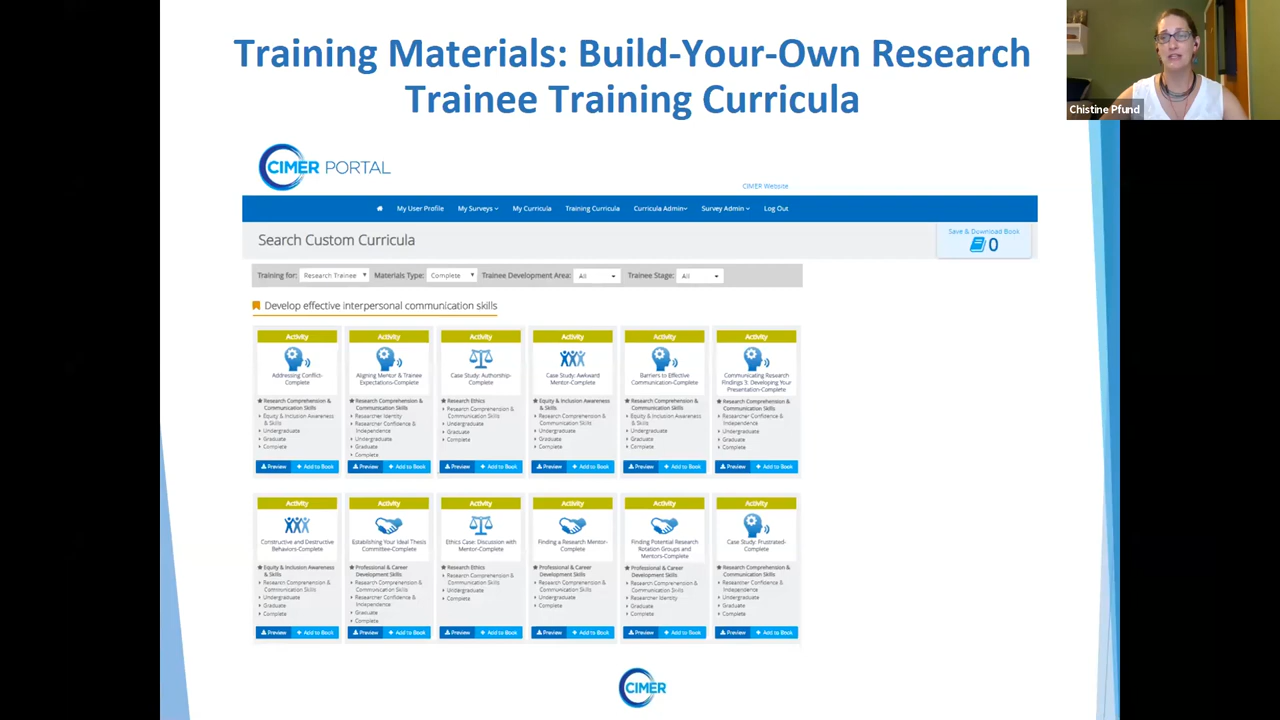 Training Materials: Build-Your-Own Research
Trainee Training Curricula
Chistine Pfund
CIMER PORTAL
CIMER Website
My User Profile
My Surveys
My Curricula
Training Curricula
Curricula Admin
Survey Admin
Log Out
Search Custom Curricula
Save & Download Book
0
Training for: Research Trainee Materials Type: Complete Trainee Development Area: All Trainee Stage: All
Develop effective interpersonal communication skills
Activity
Addressing Conflict-
Complete
Research Comprehension &
Communication Skills
Equity & Inclusion Awareness
& Skills
Undergraduate
Graduate
Complete
Preview Add to Book
Activity
Aligning Mentor & Trainee
Expectations-Complete
Research Comprehension &
Communication Skills
Researcher Identity
Researcher Confidence &
Independence
Undergraduate
Graduate
Complete
Preview Add to Book
Activity
Case Study: Authorship-
Complete
Research Ethics
Research Comprehension &
Communication Skills
Undergraduate
Graduate
Complete
Preview Add to Book
Activity
Case Study: Awkward
Mentor-Complete
Equity & Inclusion Awareness
& Skills
Research Comprehension &
Communication Skills
Undergraduate
Graduate
Complete
Preview Add to Book
Activity
Barriers to Effective
Communication-Complete
Research Comprehension &
Communication Skills
Equity & Inclusion Awareness
& Skills
Undergraduate
Graduate
Complete
Preview Add to Book
Activity
Communicating Research
Findings 3: Developing Your
Presentation-Complete
Research Comprehension &
Communication Skills
Researcher Confidence &
Independence
Undergraduate
Graduate
Complete
Preview Add to Book
Activity
Constructive and Destructive
Behaviors-Complete
Equity & Inclusion Awareness
& Skills
Research Comprehension &
Communication Skills
Undergraduate
Graduate
Complete
Preview Add to Book
Activity
Establishing Your Ideal Thesis
Committee-Complete
Professional & Career
Development Skills
Research Comprehension &
Communication Skills
Researcher Confidence &
Independence
Graduate
Complete
Preview Add to Book
Activity
Ethics Case: Discussion with
Mentor-Complete
Research Ethics
Research Comprehension &
Communication Skills
Undergraduate
Complete
Preview Add to Book
Activity
Finding a Research Mentor-
Complete
Professional & Career
Development Skills
Research Comprehension &
Communication Skills
Undergraduate
Complete
Preview Add to Book
Activity
Finding Potential Research
Rotation Groups and
Mentors-Complete
Professional & Career
Development Skills
Research Comprehension &
Communication Skills
Researcher Identity
Graduate
Complete
Preview Add to Book
Activity
Case Study: Frustrated-
Complete
Research Comprehension &
Communication Skills
Researcher Confidence &
Independence
Undergraduate
Graduate
Complete
Preview Add to Book
CIMER